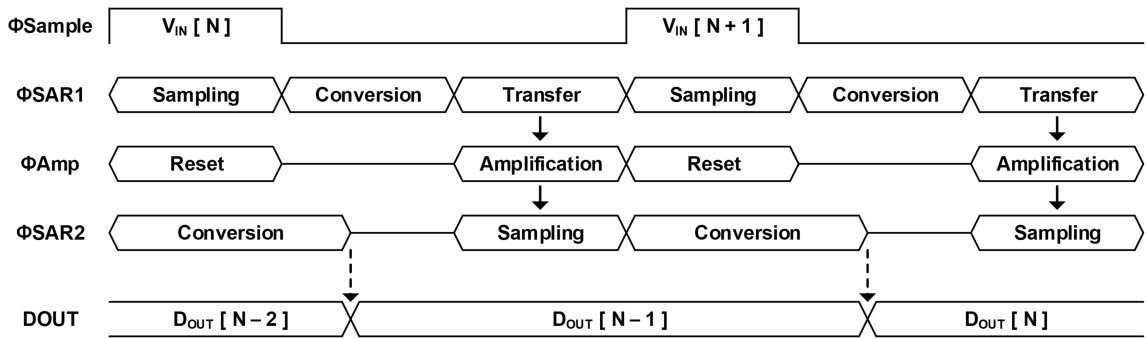 ΦSample V_IN [ N ] V_IN [ N + 1 ]
ΦSAR1 Sampling Conversion Transfer Sampling Conversion Transfer
ΦAmp Reset Amplification Reset Amplification
ΦSAR2 Conversion Sampling Conversion Sampling
DOUT D_OUT [ N – 2 ] D_OUT [ N – 1 ] D_OUT [ N ]